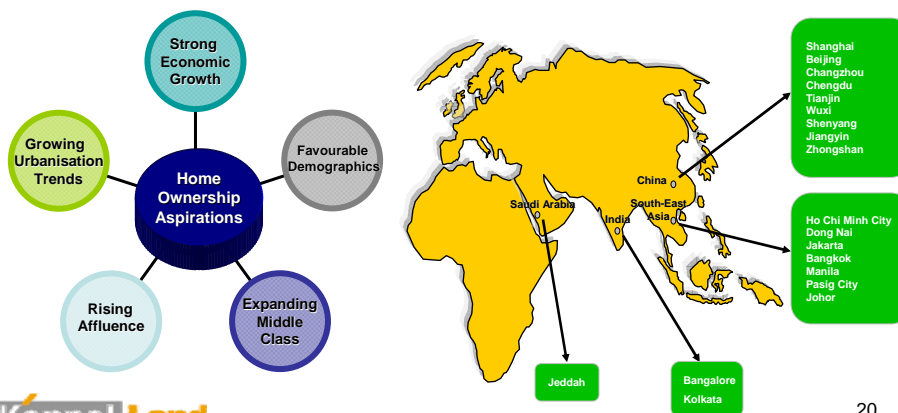 Strong
Economic
Growth
Growing
Urbanisation
Trends
Favourable
Demographics
Home
Ownership
Aspirations
Rising
Affluence
Expanding
Middle
Class
China
Saudi Arabia
India
South-East
Asia
Shanghai
Beijing
Changzhou
Chengdu
Tianjin
Wuxi
Shenyang
Jiangyin
Zhongshan
Ho Chi Minh City
Dong Nai
Jakarta
Bangkok
Manila
Pasig City
Johor
Jeddah
Bangalore
Kolkata
20